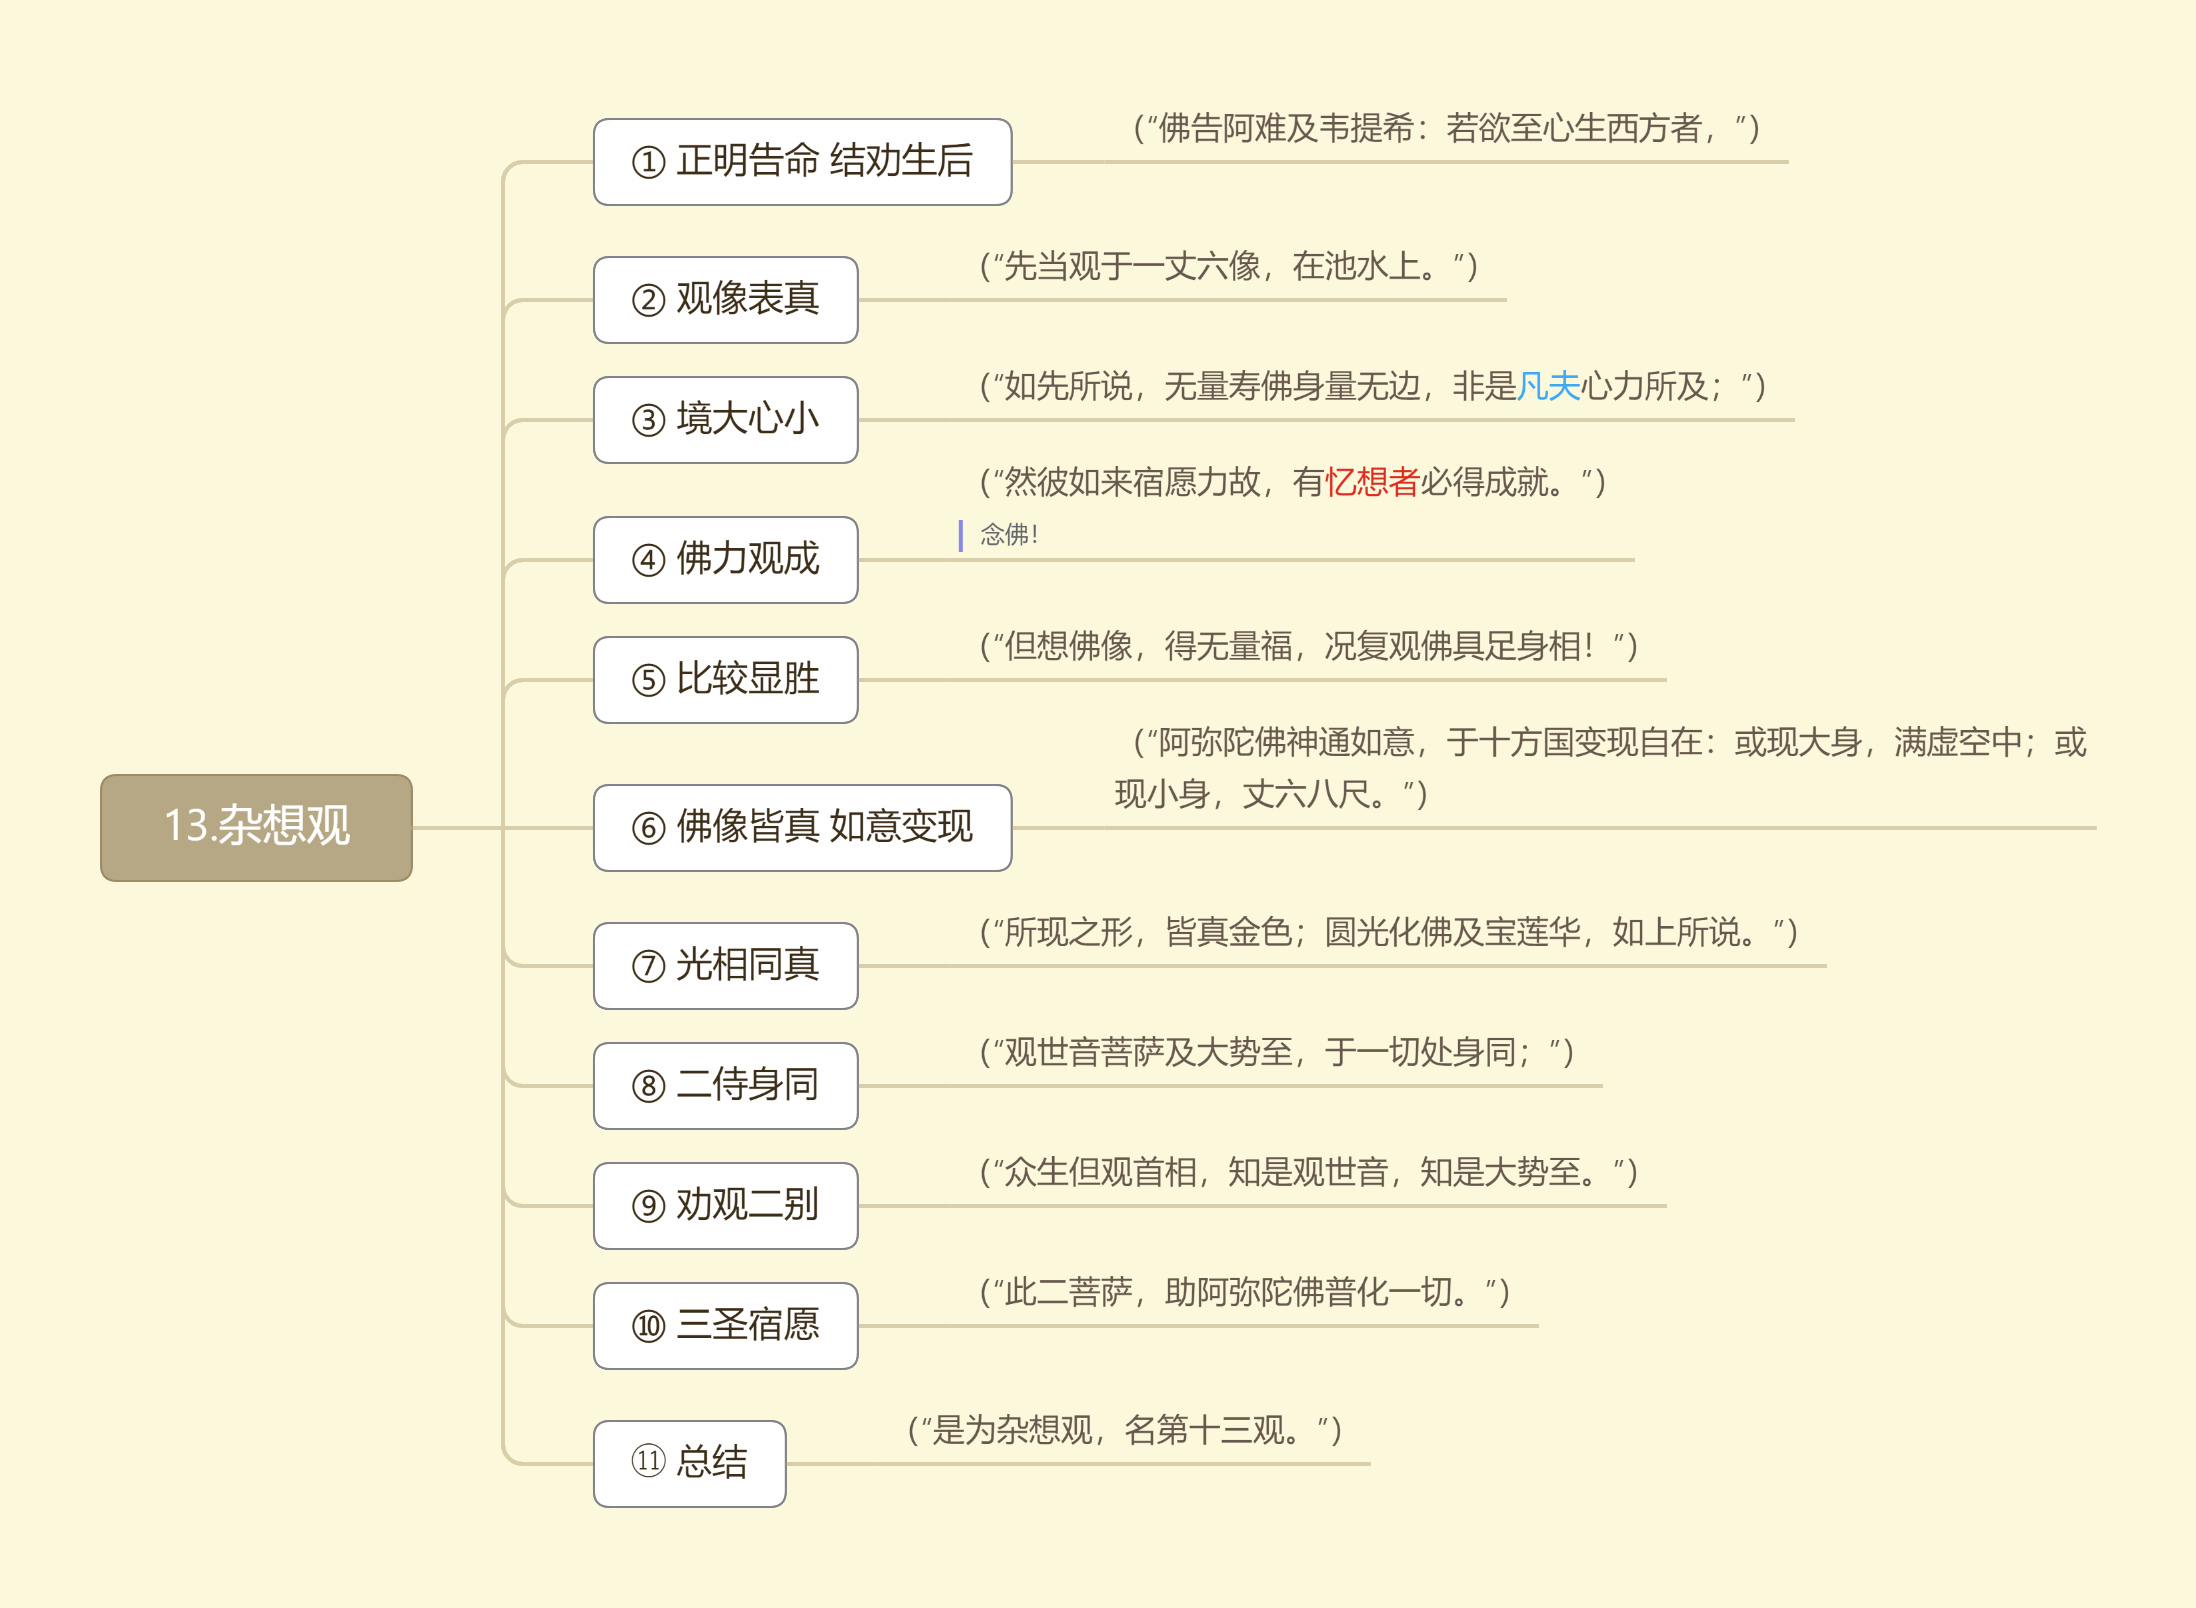 13.杂想观
① 正明告命 结劝生后
(“佛告阿难及韦提希：若欲至心生西方者，”)
② 观像表真
(“先当观于一丈六像，在池水上。”)
③ 境大心小
(“如先所说，无量寿佛身量无边，非是凡夫心力所及；”)
④ 佛力观成
(“然彼如来宿愿力故，有忆想者必得成就。”)
念佛！
⑤ 比较显胜
(“但想佛像，得无量福，况复观佛具足身相！”)
⑥ 佛像皆真 如意变现
(“阿弥陀佛神通如意，于十方国变现自在：或现大身，满虚空中；或
现小身，丈六八尺。”)
⑦ 光相同真
(“所现之形，皆真金色；圆光化佛及宝莲华，如上所说。”)
⑧ 二侍身同
(“观世音菩萨及大势至，于一切处身同；”)
⑨ 劝观二别
(“众生但观首相，知是观世音，知是大势至。”)
⑩ 三圣宿愿
(“此二菩萨，助阿弥陀佛普化一切。”)
⑪ 总结
(“是为杂想观，名第十三观。”)